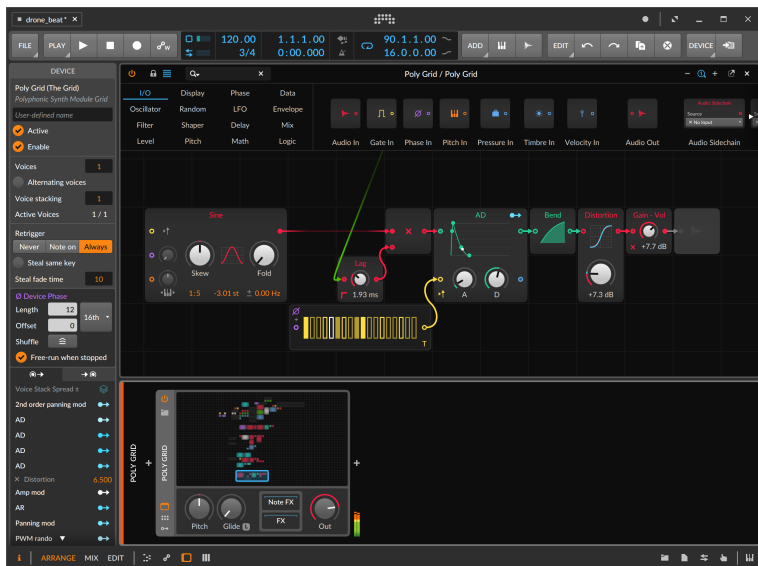 drone_beat* ×
FILE PLAY 120.00 1.1.1.00 90.1.1.00 ADD EDIT DEVICE
3/4 0:00.000 16.0.0.00
DEVICE
Poly Grid (The Grid)
Polyphonic Synth Module Grid
User-defined name
Active
Enable
Voices 1
Alternating voices
Voice stacking 1
Active Voices 1 / 1
Retrigger
Never Note on Always
Steal same key
Steal fade time 10
Ø Device Phase
Length 12
16th
Offset 0
Shuffle
Free-run when stopped
Voice Stack Spread ±
2nd order panning mod
AD
AD
AD
AD
× Distortion 6.500
Amp mod
AR
Panning mod
PWM rando
Poly Grid / Poly Grid
I/O Display Phase Data
Oscillator Random LFO Envelope
Filter Shaper Delay Mix
Level Pitch Math Logic
Audio In Gate In Phase In Pitch In Pressure In Timbre In Velocity In Audio Out Audio Sidechain
Audio Sidechain
Source
× No Input
Sine
Skew Fold
1:5 -3.01 st ± 0.00 Hz
Lag
1.93 ms
AD
A D
Bend
Distortion
+7.3 dB
Gain - Vol
+7.7 dB
T
POLY GRID
POLY GRID
Pitch Glide L
Note FX
FX
Out
i ARRANGE MIX EDIT